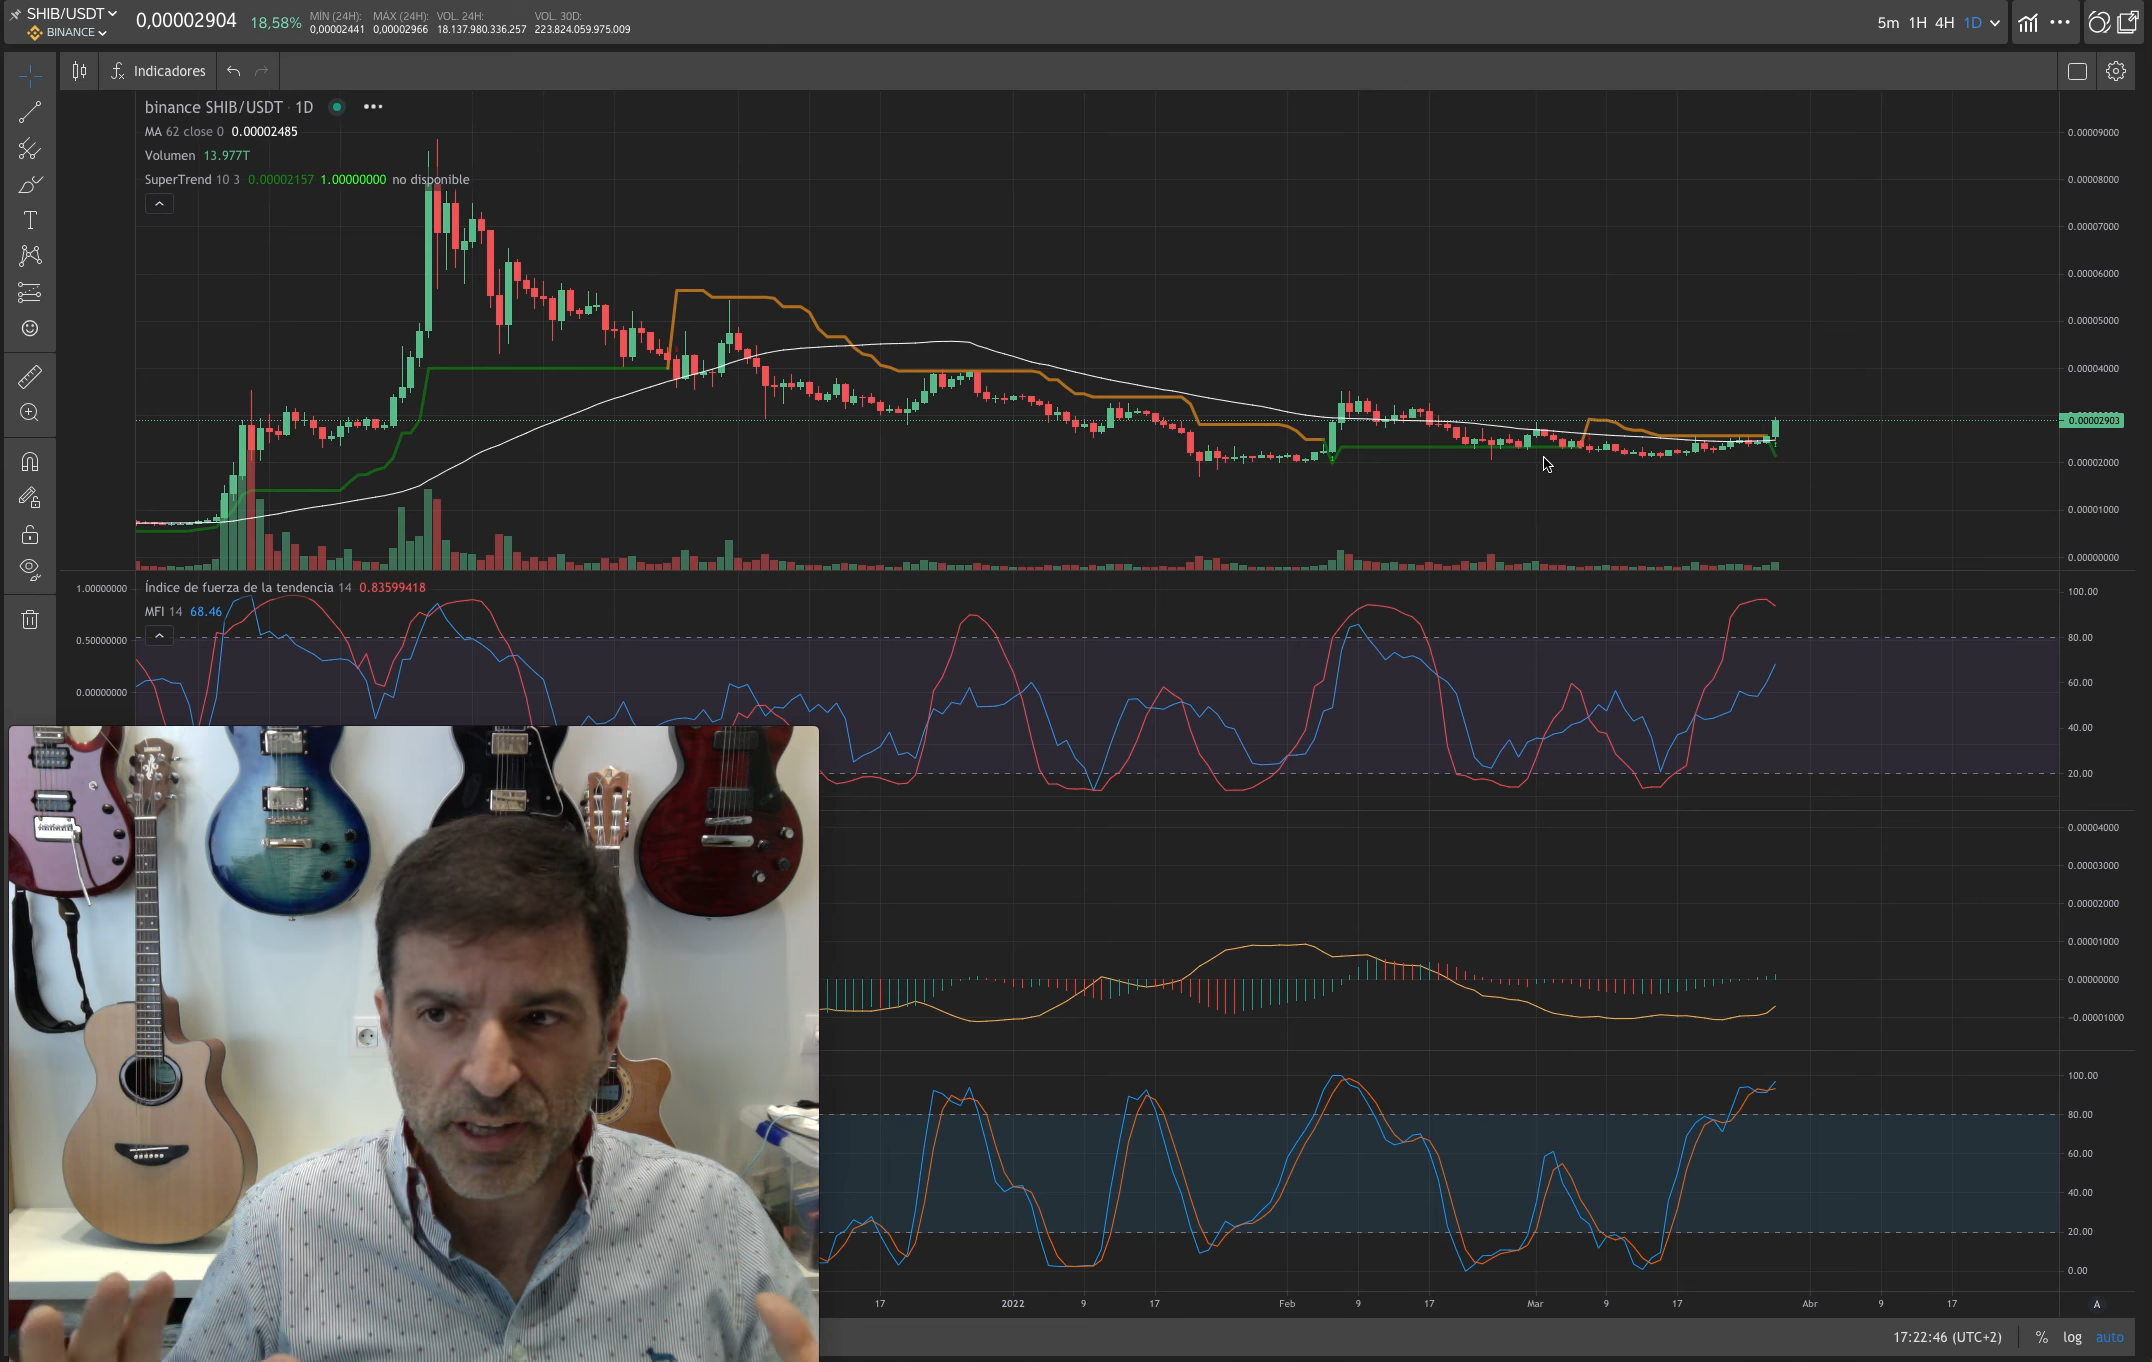 SHIB/USDT
BINANCE
0,00002904
18,58%
MÍN (24H):
0,00002441
MÁX (24H):
0,00002966
VOL. 24H:
18.137.980.336.257
VOL. 30D:
223.824.059.975.009
5m 1H 4H 1D
Indicadores
binance SHIB/USDT · 1D
MA 62 close 0 0.00002485
Volumen 13.977T
SuperTrend 10 3 0.00002157 1.00000000 no disponible
0.00009000
0.00008000
0.00007000
0.00006000
0.00005000
0.00004000
0.00002903
0.00002000
0.00001000
0.00000000
Índice de fuerza de la tendencia 14 0.83599418
MFI 14 68.46
1.00000000
0.50000000
0.00000000
100.00
80.00
60.00
40.00
20.00
0.00004000
0.00003000
0.00002000
0.00001000
0.00000000
−0.00001000
100.00
80.00
60.00
40.00
20.00
0.00
17 2022 9 17 Feb 9 17 Mar 9 17 Abr 9 17 A
17:22:46 (UTC+2) % log auto